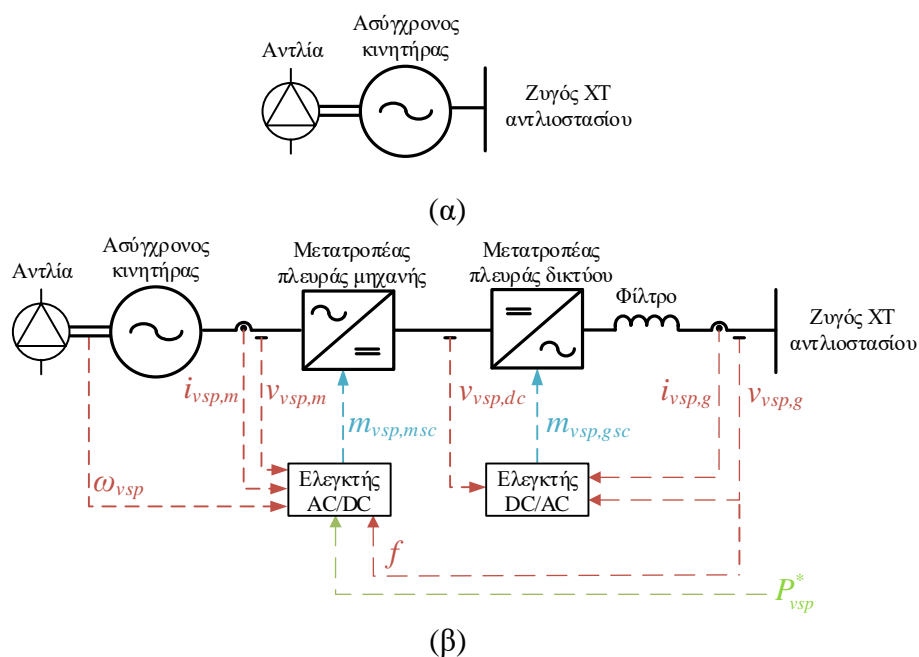 Αντλία
Ασύγχρονος
κινητήρας
Ζυγός ΧΤ
αντλιοστασίου
(α)
Αντλία
Ασύγχρονος
κινητήρας
Μετατροπέας
πλευράς μηχανής
Μετατροπέας
πλευράς δικτύου
Φίλτρο
Ζυγός ΧΤ
αντλιοστασίου
i_{vsp,m}
v_{vsp,m}
v_{vsp,dc}
i_{vsp,g}
v_{vsp,g}
m_{vsp,msc}
m_{vsp,gsc}
ω_{vsp}
Ελεγκτής
AC/DC
Ελεγκτής
DC/AC
f
P^{*}_{vsp}
(β)